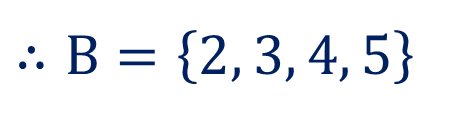 ∴ B = {2, 3, 4, 5}